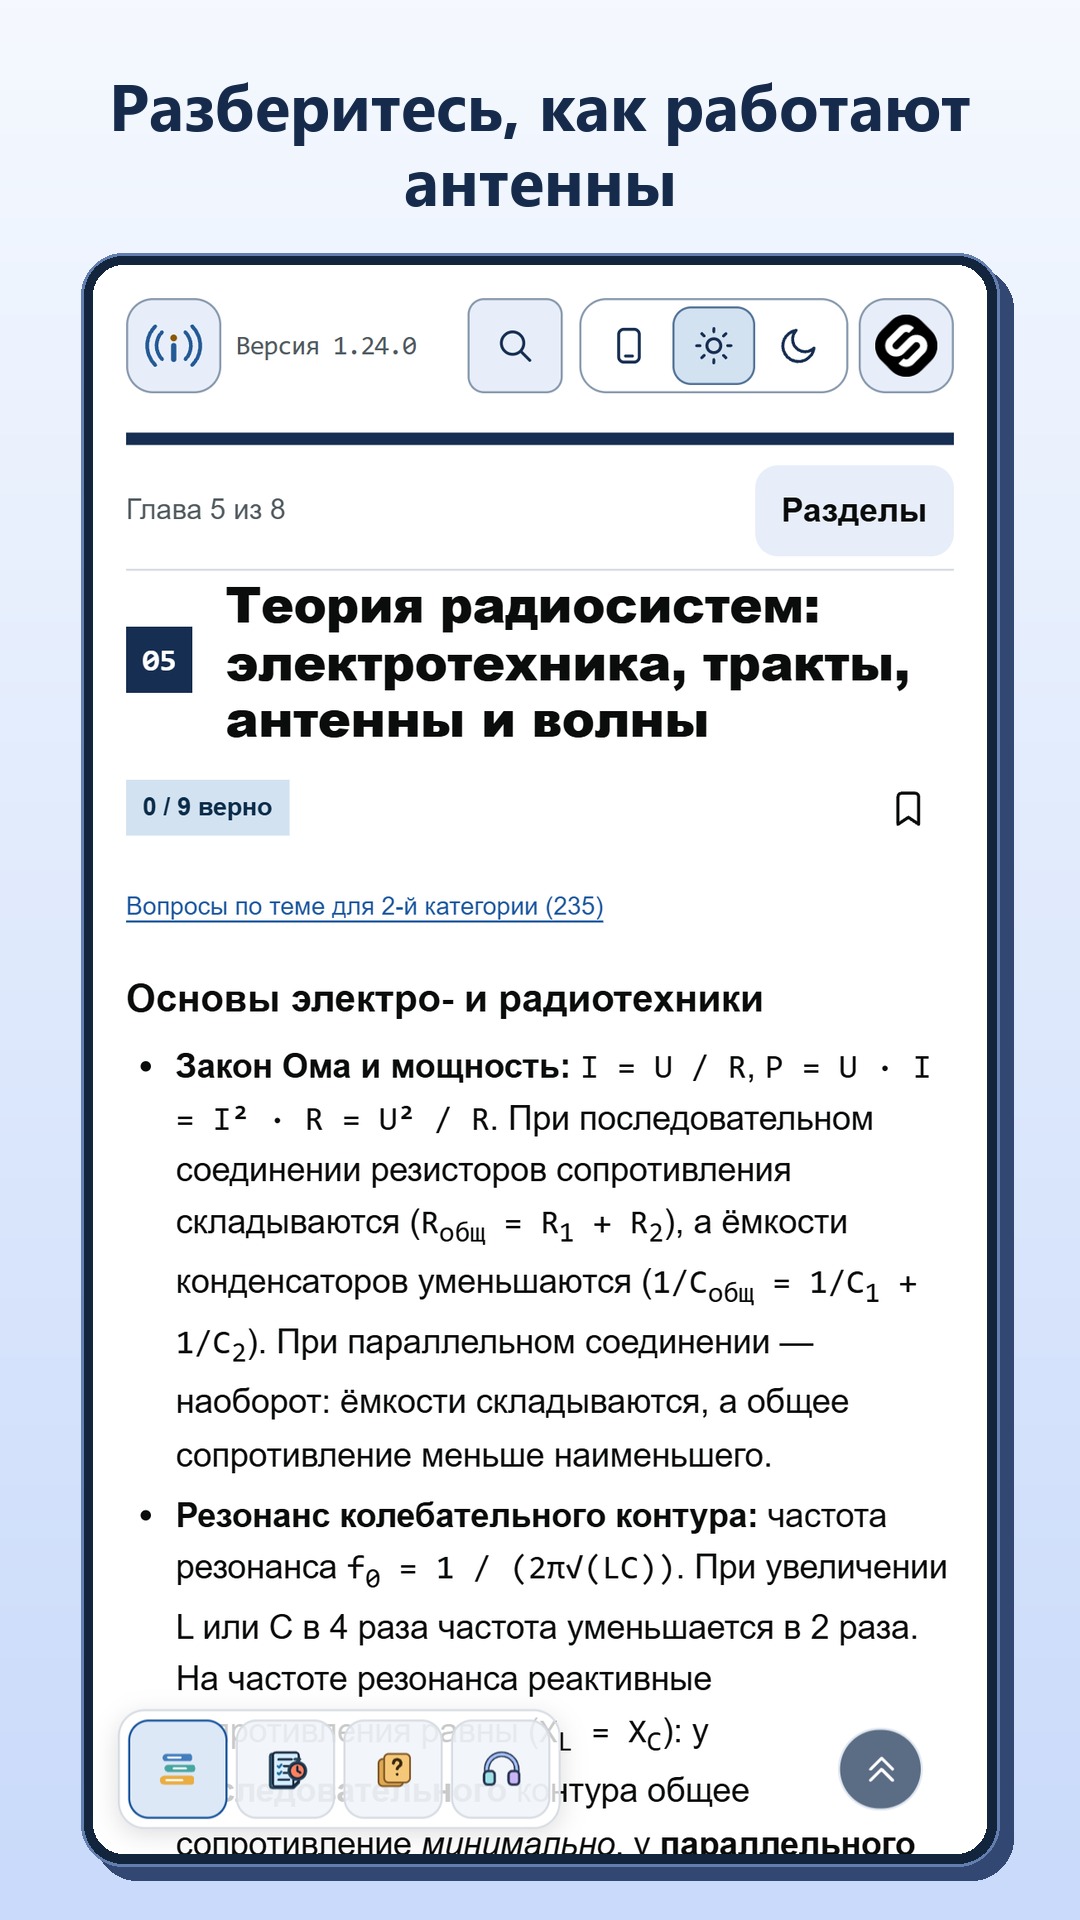 Разберитесь, как работают
антенны
Версия 1.24.0
Глава 5 из 8
Разделы
05
Теория радиосистем:
электротехника, тракты,
антенны и волны
0 / 9 верно
Вопросы по теме для 2-й категории (235)
Основы электро- и радиотехники
• Закон Ома и мощность: I = U / R, P = U · I
= I² · R = U² / R. При последовательном
соединении резисторов сопротивления
складываются (Rобщ = R1 + R2), а ёмкости
конденсаторов уменьшаются (1/Cобщ = 1/C1 +
1/C2). При параллельном соединении —
наоборот: ёмкости складываются, а общее
сопротивление меньше наименьшего.
• Резонанс колебательного контура: частота
резонанса f0 = 1 / (2π√(LC)). При увеличении
L или C в 4 раза частота уменьшается в 2 раза.
На частоте резонанса реактивные
противления равны (XL = XC): у
следовательного контура общее
сопротивление минимально, у параллельного